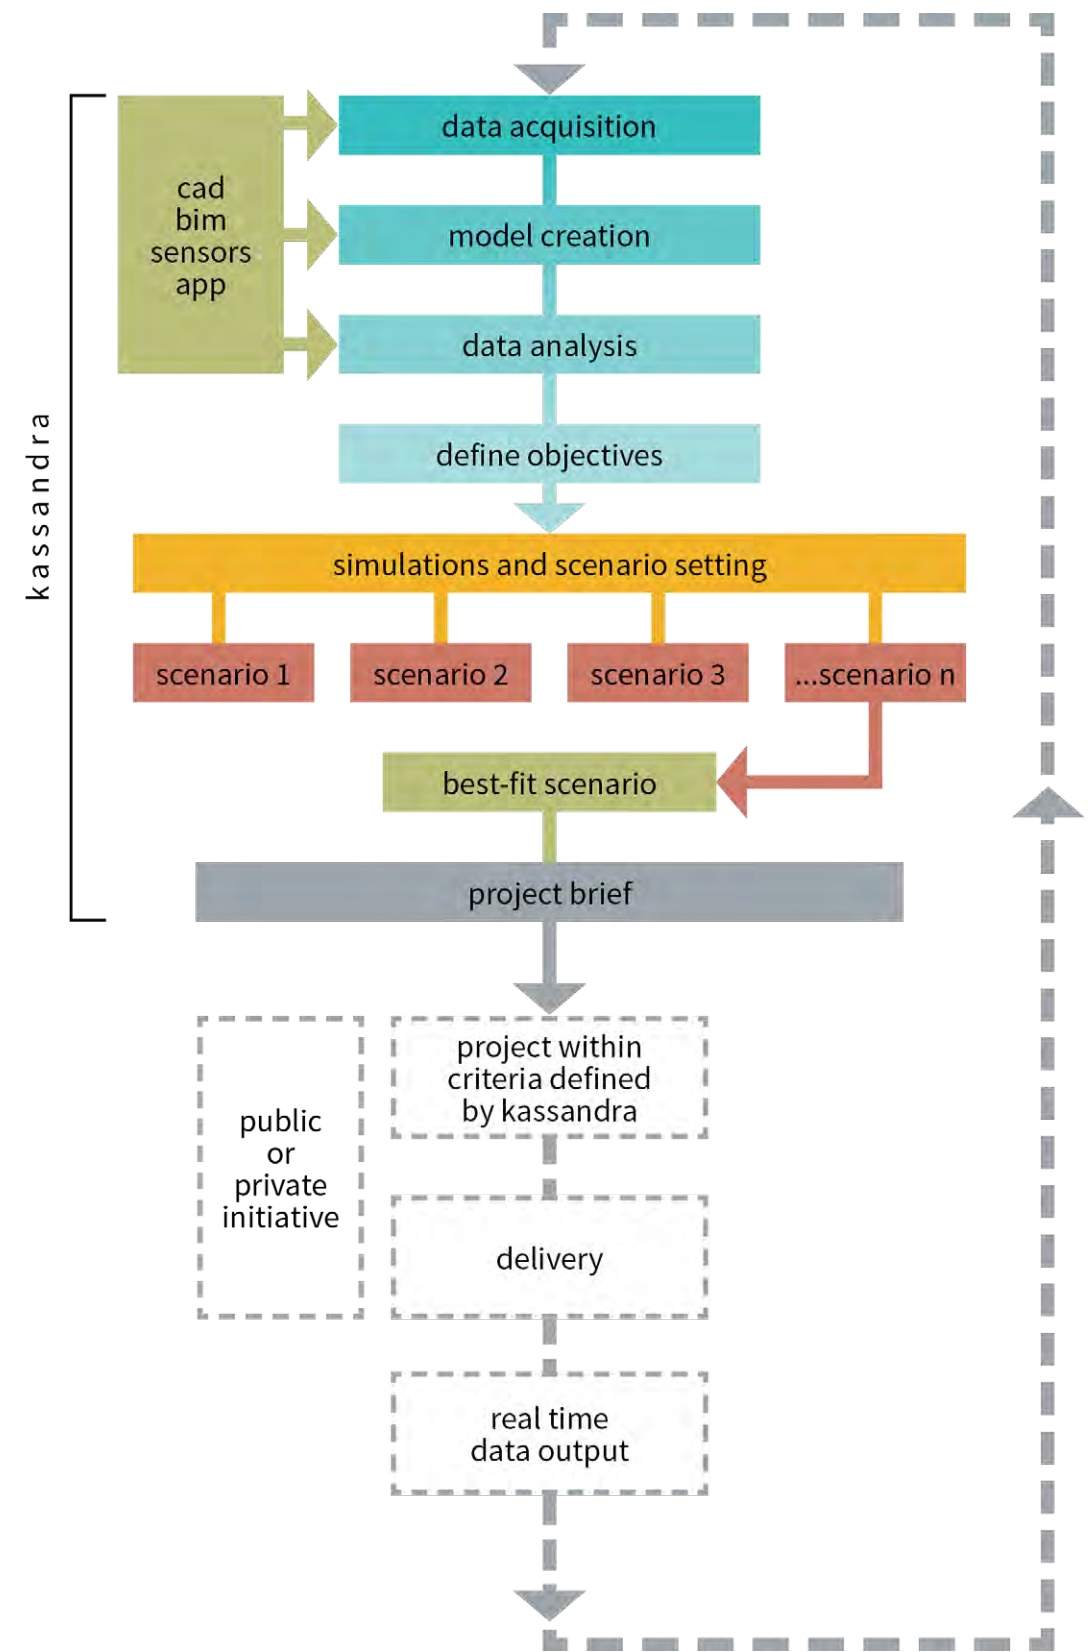 kassandra
cad
bim
sensors
app
data acquisition
model creation
data analysis
define objectives
simulations and scenario setting
scenario 1
scenario 2
scenario 3
...scenario n
best-fit scenario
project brief
public
or
private
initiative
project within
criteria defined
by kassandra
delivery
real time
data output